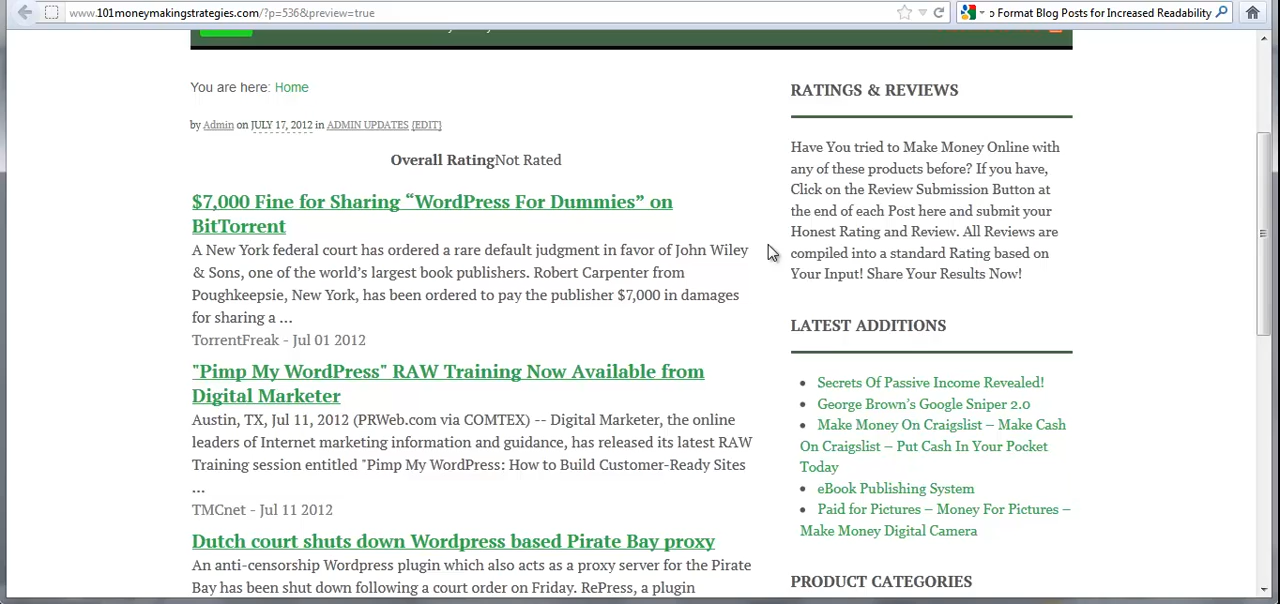 www.101moneymakingstrategies.com/?p=536&preview=true
o Format Blog Posts for Increased Readability
You are here: Home
by Admin on JULY 17, 2012 in ADMIN UPDATES [EDIT]
Overall RatingNot Rated
$7,000 Fine for Sharing “WordPress For Dummies” on
BitTorrent
A New York federal court has ordered a rare default judgment in favor of John Wiley
& Sons, one of the world’s largest book publishers. Robert Carpenter from
Poughkeepsie, New York, has been ordered to pay the publisher $7,000 in damages
for sharing a ...
TorrentFreak - Jul 01 2012
"Pimp My WordPress" RAW Training Now Available from
Digital Marketer
Austin, TX, Jul 11, 2012 (PRWeb.com via COMTEX) -- Digital Marketer, the online
leaders of Internet marketing information and guidance, has released its latest RAW
Training session entitled "Pimp My WordPress: How to Build Customer-Ready Sites
...
TMCnet - Jul 11 2012
Dutch court shuts down Wordpress based Pirate Bay proxy
An anti-censorship Wordpress plugin which also acts as a proxy server for the Pirate
Bay has been shut down following a court order on Friday. RePress, a plugin
RATINGS & REVIEWS
Have You tried to Make Money Online with
any of these products before? If you have,
Click on the Review Submission Button at
the end of each Post here and submit your
Honest Rating and Review. All Reviews are
compiled into a standard Rating based on
Your Input! Share Your Results Now!
LATEST ADDITIONS
Secrets Of Passive Income Revealed!
George Brown’s Google Sniper 2.0
Make Money On Craigslist – Make Cash
On Craigslist – Put Cash In Your Pocket
Today
eBook Publishing System
Paid for Pictures – Money For Pictures –
Make Money Digital Camera
PRODUCT CATEGORIES